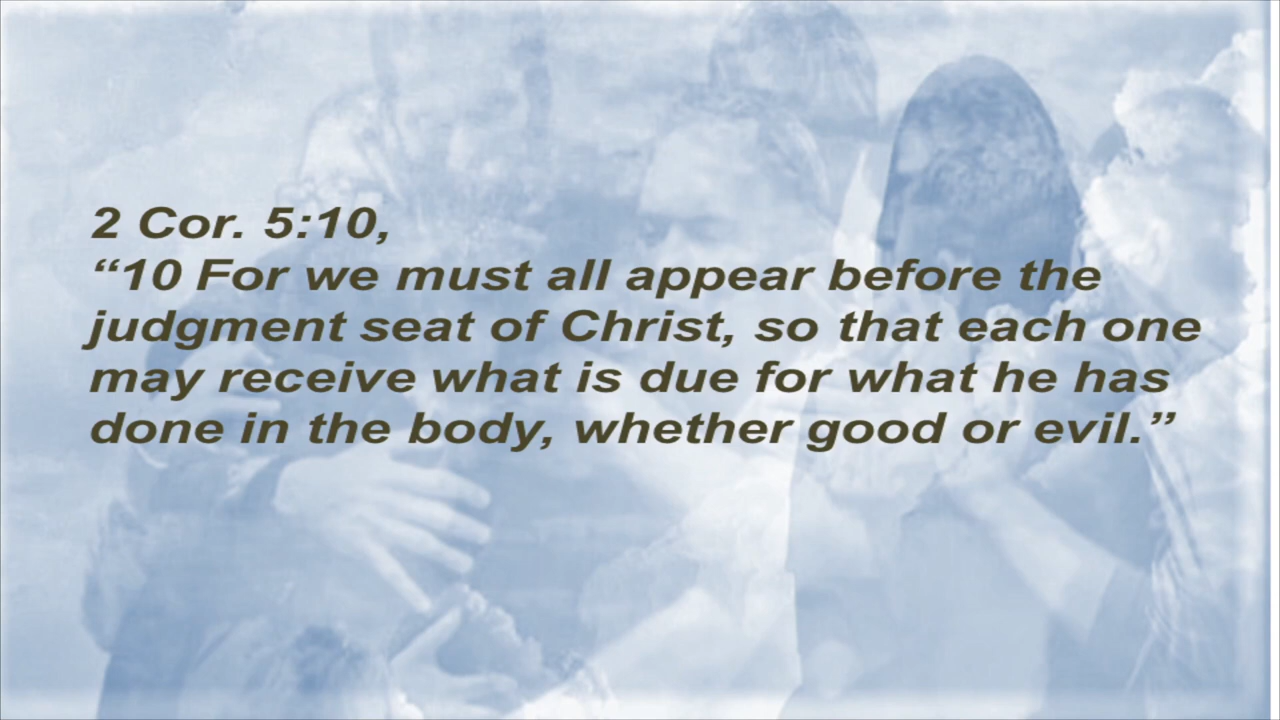 2 Cor. 5:10,
“10 For we must all appear before the
judgment seat of Christ, so that each one
may receive what is due for what he has
done in the body, whether good or evil.”